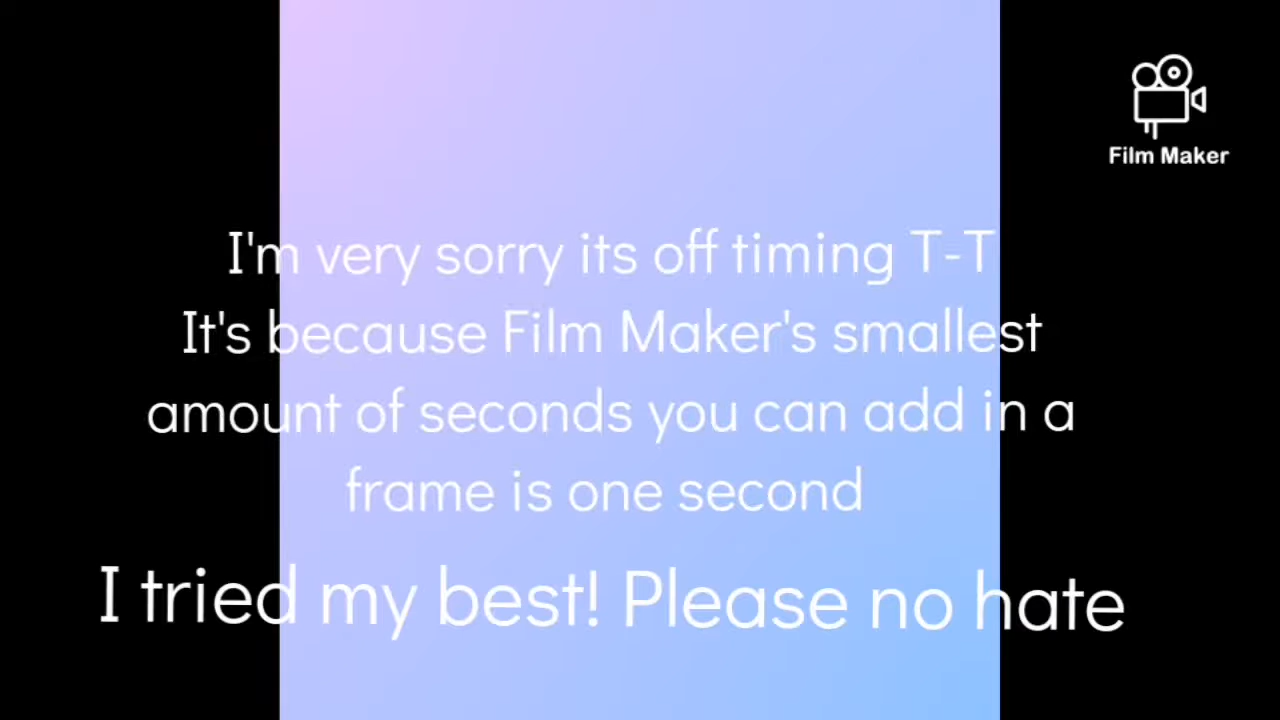 Film Maker
I'm very sorry its off timing T-T
It's because Film Maker's smallest
amount of seconds you can add in a
frame is one second
I tried my best! Please no hate